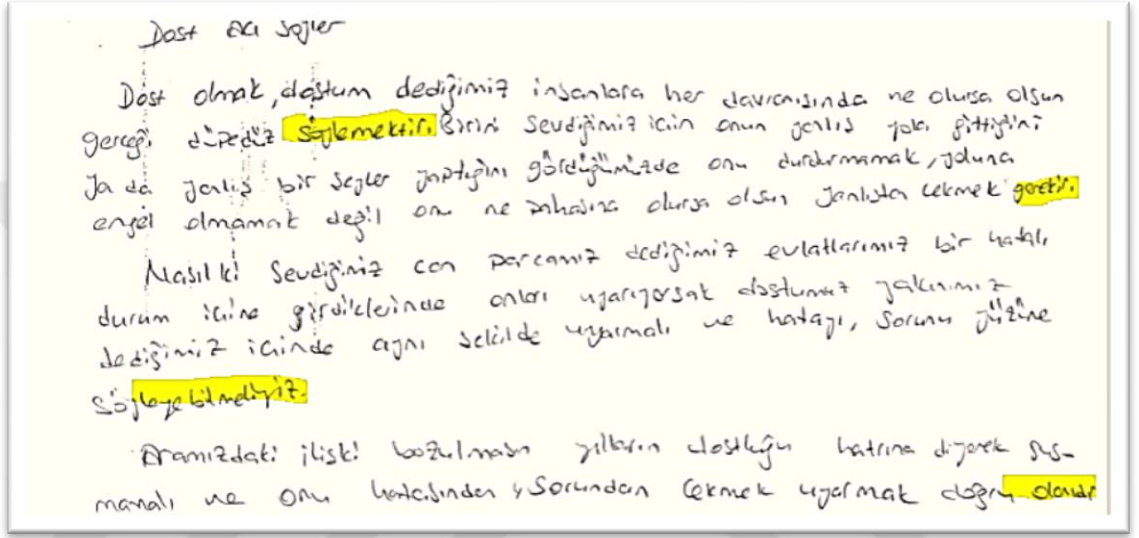 Dost acı söyler
Dost olmak, dostum dediğimiz insanlara her davranışında ne olursa olsun
gerçeği düpedüz söylemektir. Birini sevdiğimiz için onun yanlış yola gittiğini
ya da yanlış bir şeyler yaptığını gördüğümüzde onu durdurmamak, yoluna
engel olmamak değil onu ne pahasına olursa olsun yanlıştan çekmek gerekir.
Nasıl ki sevdiğimiz can parçamız dediğimiz evlatlarımız bir hatalı
durum içine girdiklerinde onları uyarıyorsak dostumuz yakınımız
dediğimiz içinde aynı şekilde uyarmalı ve hatayı, sorunu yüzüne
söyleyebilmeliyiz.
Aramızdaki ilişki bozulmasın yılların dostluğu hatrına diyerek sus-
mamalı ve onu hatasından, sorundan çekmek uyarmak doğru olandır